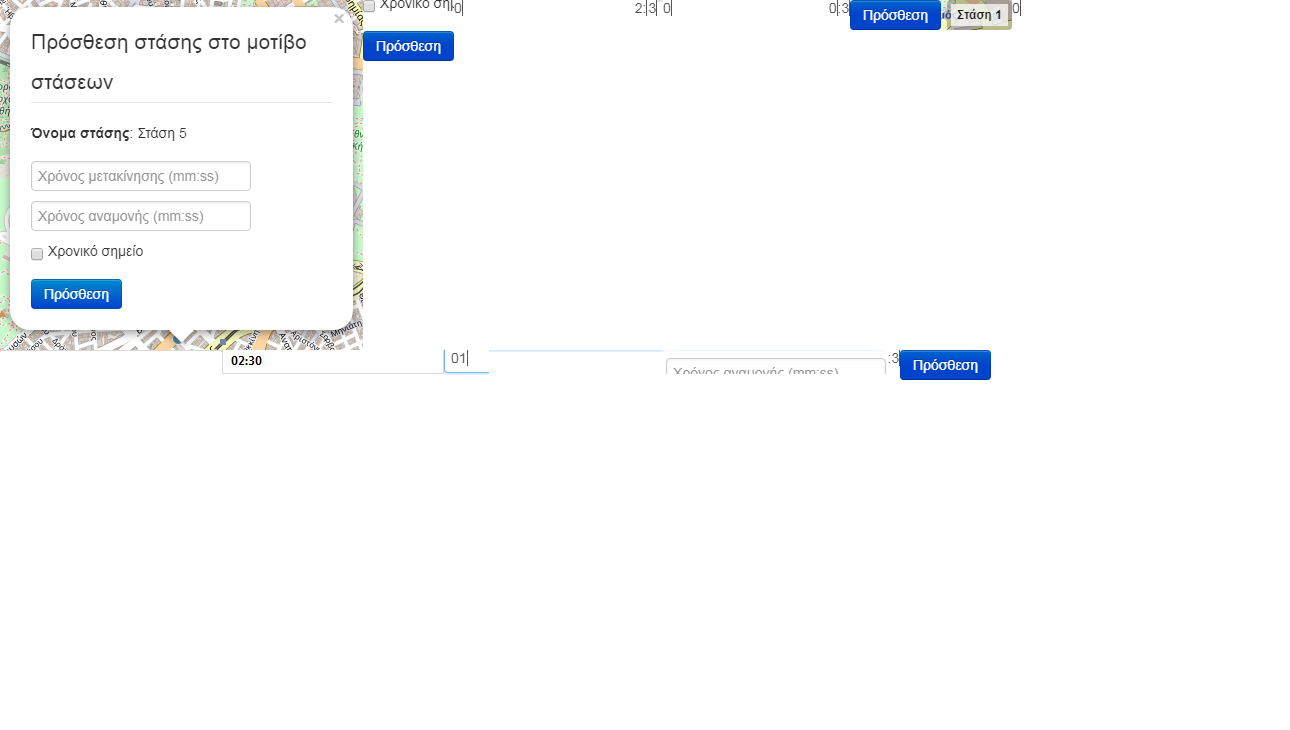 ×
Πρόσθεση στάσης στο μοτίβο
στάσεων
Όνομα στάσης: Στάση 5
Χρόνος μετακίνησης (mm:ss)
Χρόνος αναμονής (mm:ss)
Χρονικό σημείο
Πρόσθεση
Χρονικό
0
2:3
0
0:3
Πρόσθεση
Στάση 1
0
Πρόσθεση
02:30
01
Χρόνος αναμονής (mm:ss)
:3
Πρόσθεση